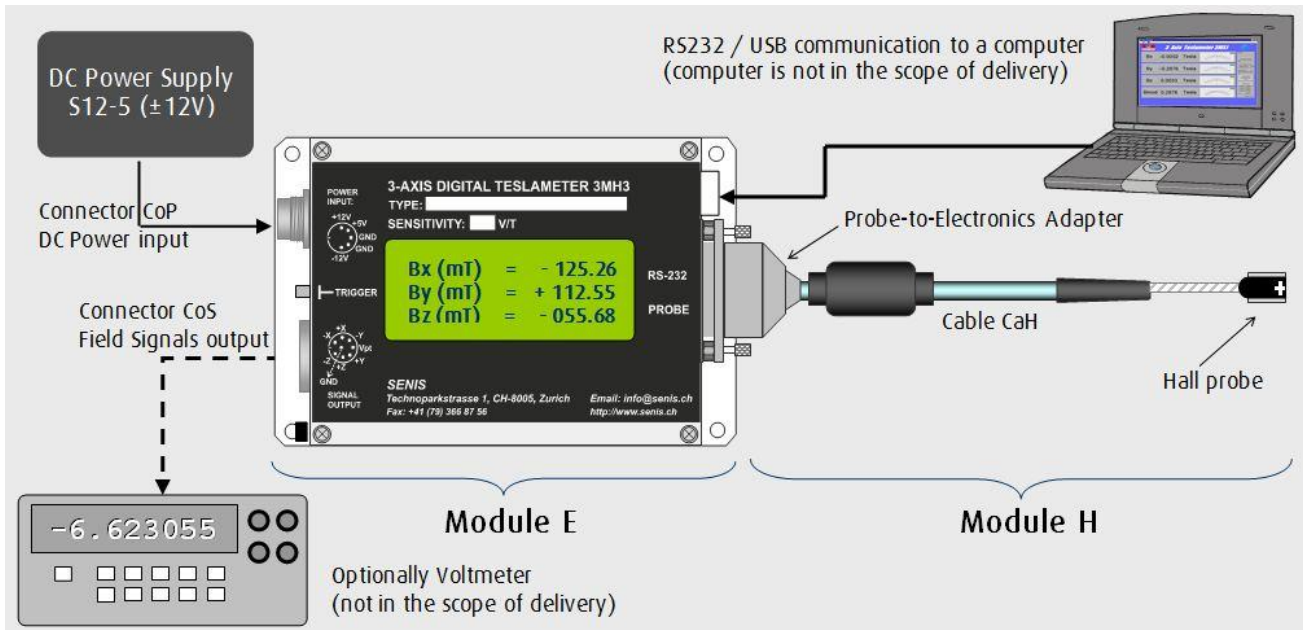 DC Power Supply
S12-5 (±12V)
RS232 / USB communication to a computer
(computer is not in the scope of delivery)
3 Axis Teslameter 3MH3
Connector CoP
DC Power input
POWER
INPUT:
+12V
+5V
GND
GND
-12V
3-AXIS DIGITAL TESLAMETER 3MH3
TYPE:
SENSITIVITY: V/T
Bx (mT) = - 125.26
By (mT) = + 112.55
Bz (mT) = - 055.68
RS-232
PROBE
TRIGGER
Probe-to-Electronics Adapter
Cable CaH
Hall probe
Connector CoS
Field Signals output
+X
-X
-Y
Vpt
-Z
+Y
+Z
GND
SIGNAL
OUTPUT
SENIS
Technoparkstrasse 1, CH-8005, Zurich Email: info@senis.ch
Fax: +41 (79) 366 87 56 http://www.senis.ch
Module E
Module H
-6.623055
Optionally Voltmeter
(not in the scope of delivery)